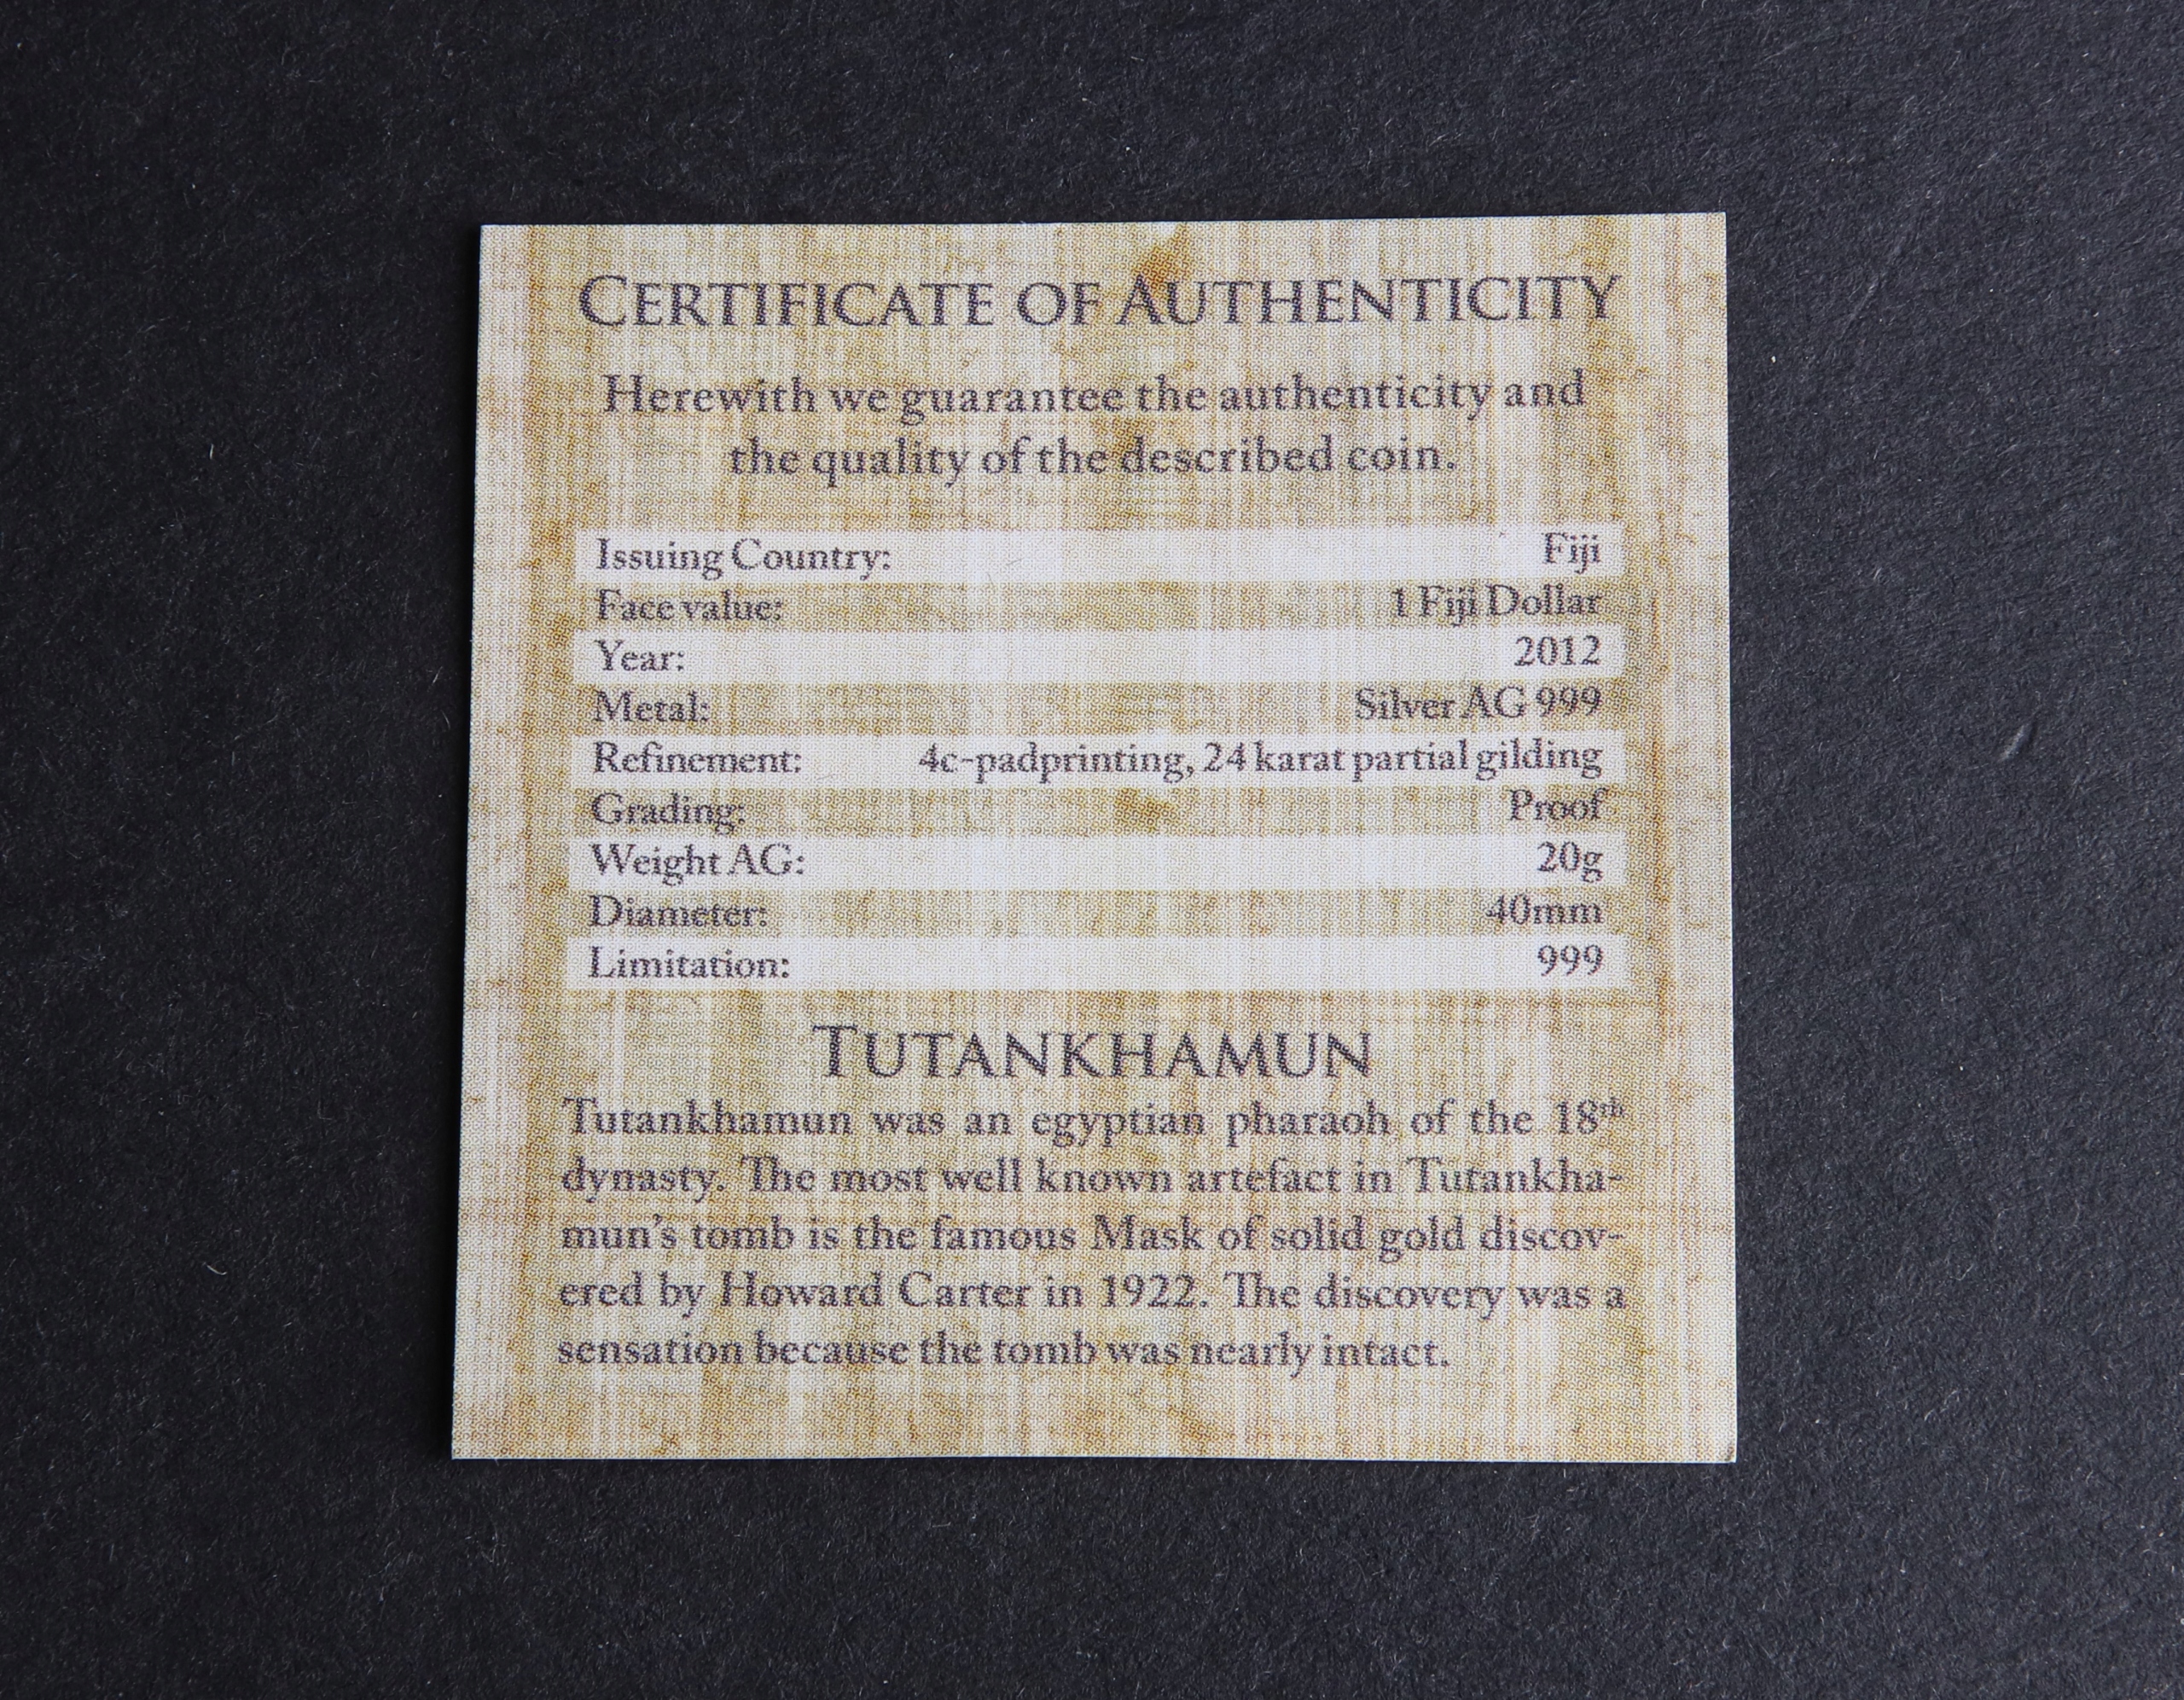 CERTIFICATE OF AUTHENTICITY
Herewith we guarantee the authenticity and
the quality of the described coin.
Issuing Country: Fiji
Face value: 1 Fiji Dollar
Year: 2012
Metal: Silver AG 999
Refinement: 4c-padprinting, 24 karat partial gilding
Grading: Proof
Weight AG: 20g
Diameter: 40mm
Limitation: 999
TUTANKHAMUN
Tutankhamun was an egyptian pharaoh of the 18th
dynasty. The most well known artefact in Tutankha-
mun's tomb is the famous Mask of solid gold discov-
ered by Howard Carter in 1922. The discovery was a
sensation because the tomb was nearly intact.